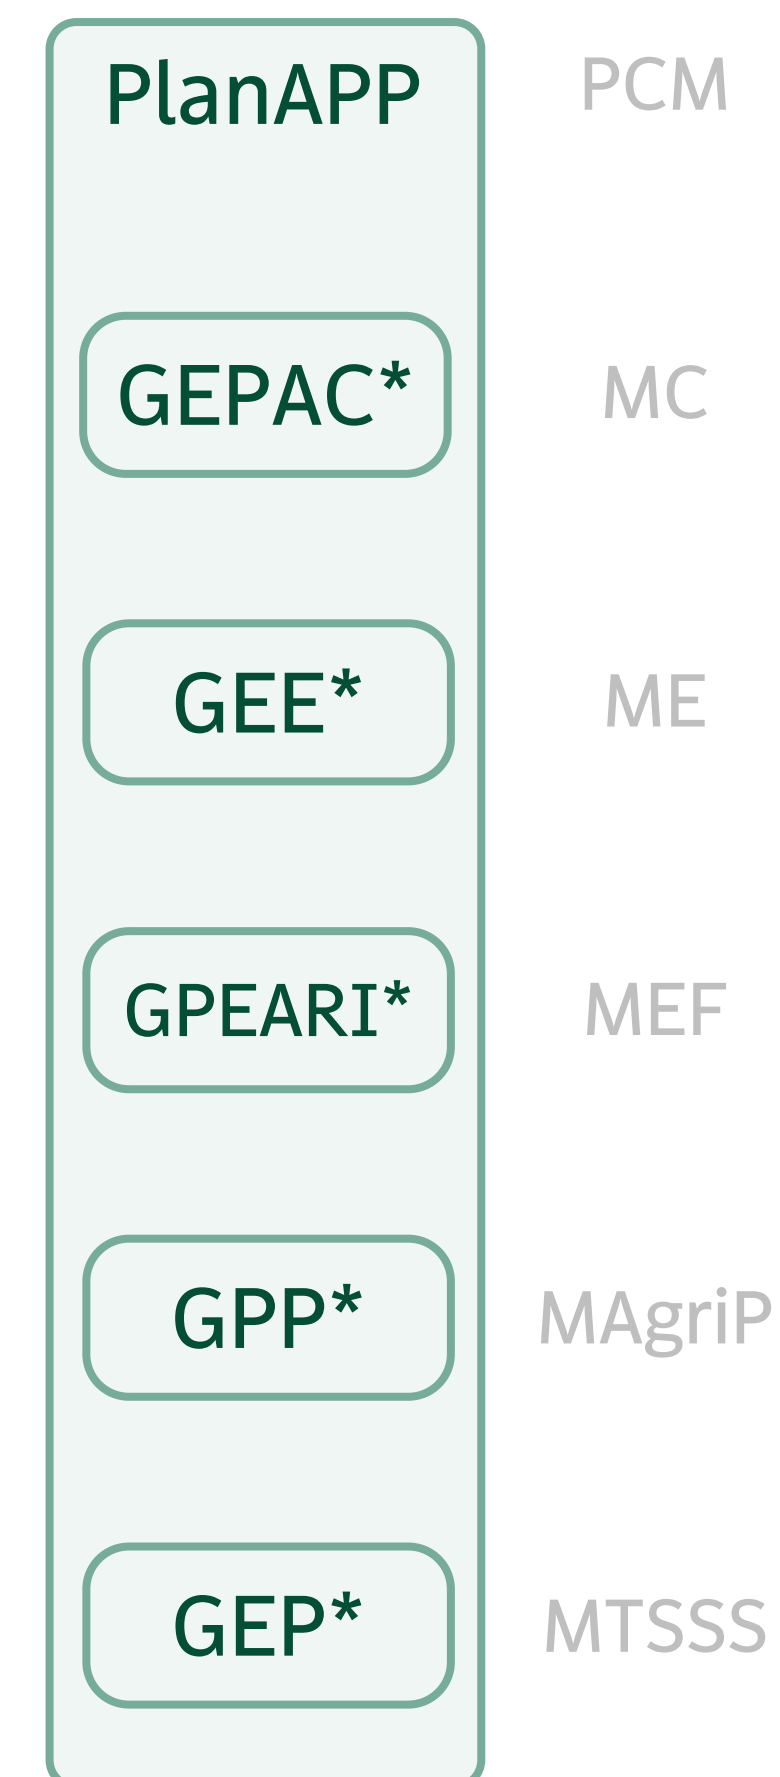 PlanAPP PCM
GEPAC* MC
GEE* ME
GPEARI* MEF
GPP* MAgriP
GEP* MTSSS